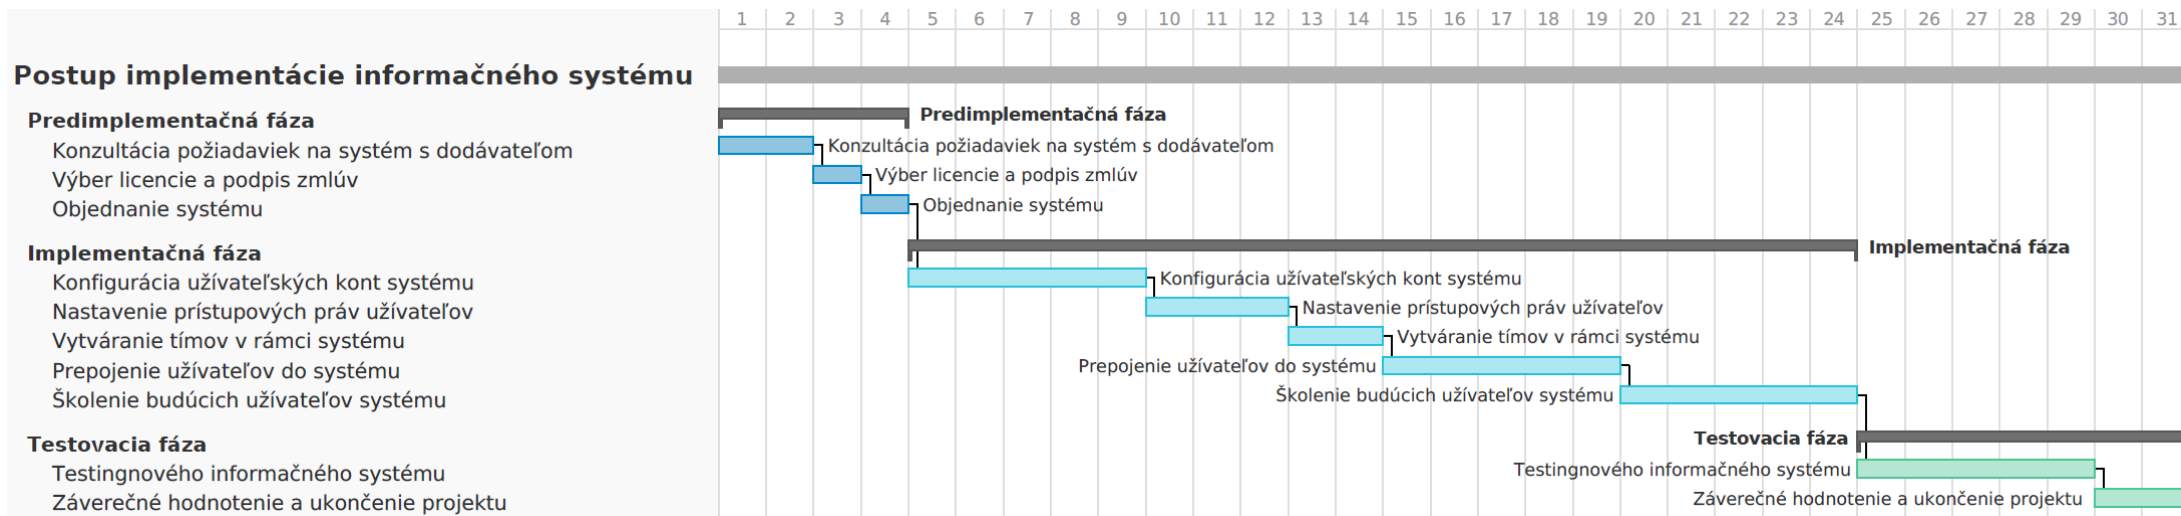 1 2 3 4 5 6 7 8 9 10 11 12 13 14 15 16 17 18 19 20 21 22 23 24 25 26 27 28 29 30 31
Postup implementácie informačného systému
Predimplementačná fáza Predimplementačná fáza
Konzultácia požiadaviek na systém s dodávateľom Konzultácia požiadaviek na systém s dodávateľom
Výber licencie a podpis zmlúv Výber licencie a podpis zmlúv
Objednanie systému Objednanie systému
Implementačná fáza Implementačná fáza
Konfigurácia užívateľských kont systému Konfigurácia užívateľských kont systému
Nastavenie prístupových práv užívateľov Nastavenie prístupových práv užívateľov
Vytváranie tímov v rámci systému Vytváranie tímov v rámci systému
Prepojenie užívateľov do systému Prepojenie užívateľov do systému
Školenie budúcich užívateľov systému Školenie budúcich užívateľov systému
Testovacia fáza Testovacia fáza
Testingnového informačného systému Testingnového informačného systému
Záverečné hodnotenie a ukončenie projektu Záverečné hodnotenie a ukončenie projektu